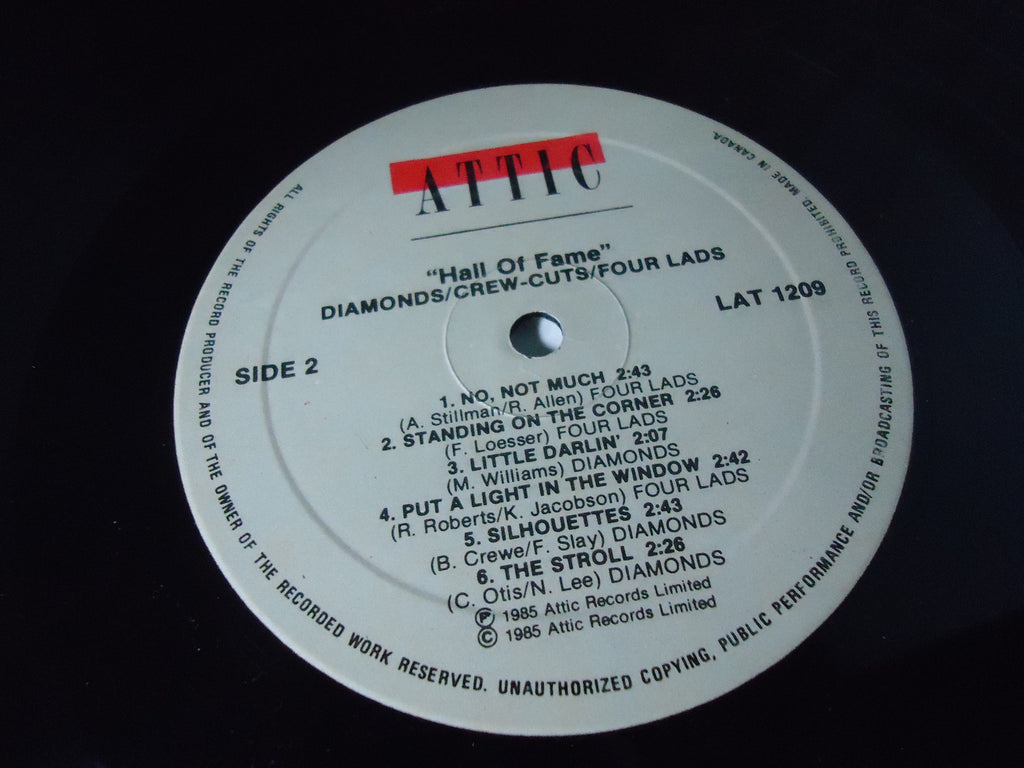 ATTIC
"Hall Of Fame"
DIAMONDS/CREW-CUTS/FOUR LADS
LAT 1209
SIDE 2
1. NO, NOT MUCH 2:43
(A. Stillman/R. Allen) FOUR LADS
2. STANDING ON THE CORNER 2:26
(F. Loesser) FOUR LADS
3. LITTLE DARLIN' 2:07
(M. Williams) DIAMONDS
4. PUT A LIGHT IN THE WINDOW 2:42
(R. Roberts/K. Jacobson) FOUR LADS
5. SILHOUETTES 2:43
(B. Crewe/F. Slay) DIAMONDS
6. THE STROLL 2:26
(C. Otis/N. Lee) DIAMONDS
Ⓟ 1985 Attic Records Limited
© 1985 Attic Records Limited
ALL RIGHTS OF THE RECORD PRODUCER AND OF THE OWNER OF THE RECORDED WORK RESERVED. UNAUTHORIZED COPYING, PUBLIC PERFORMANCE AND/OR BROADCASTING OF THIS RECORD PROHIBITED. MADE IN CANADA.